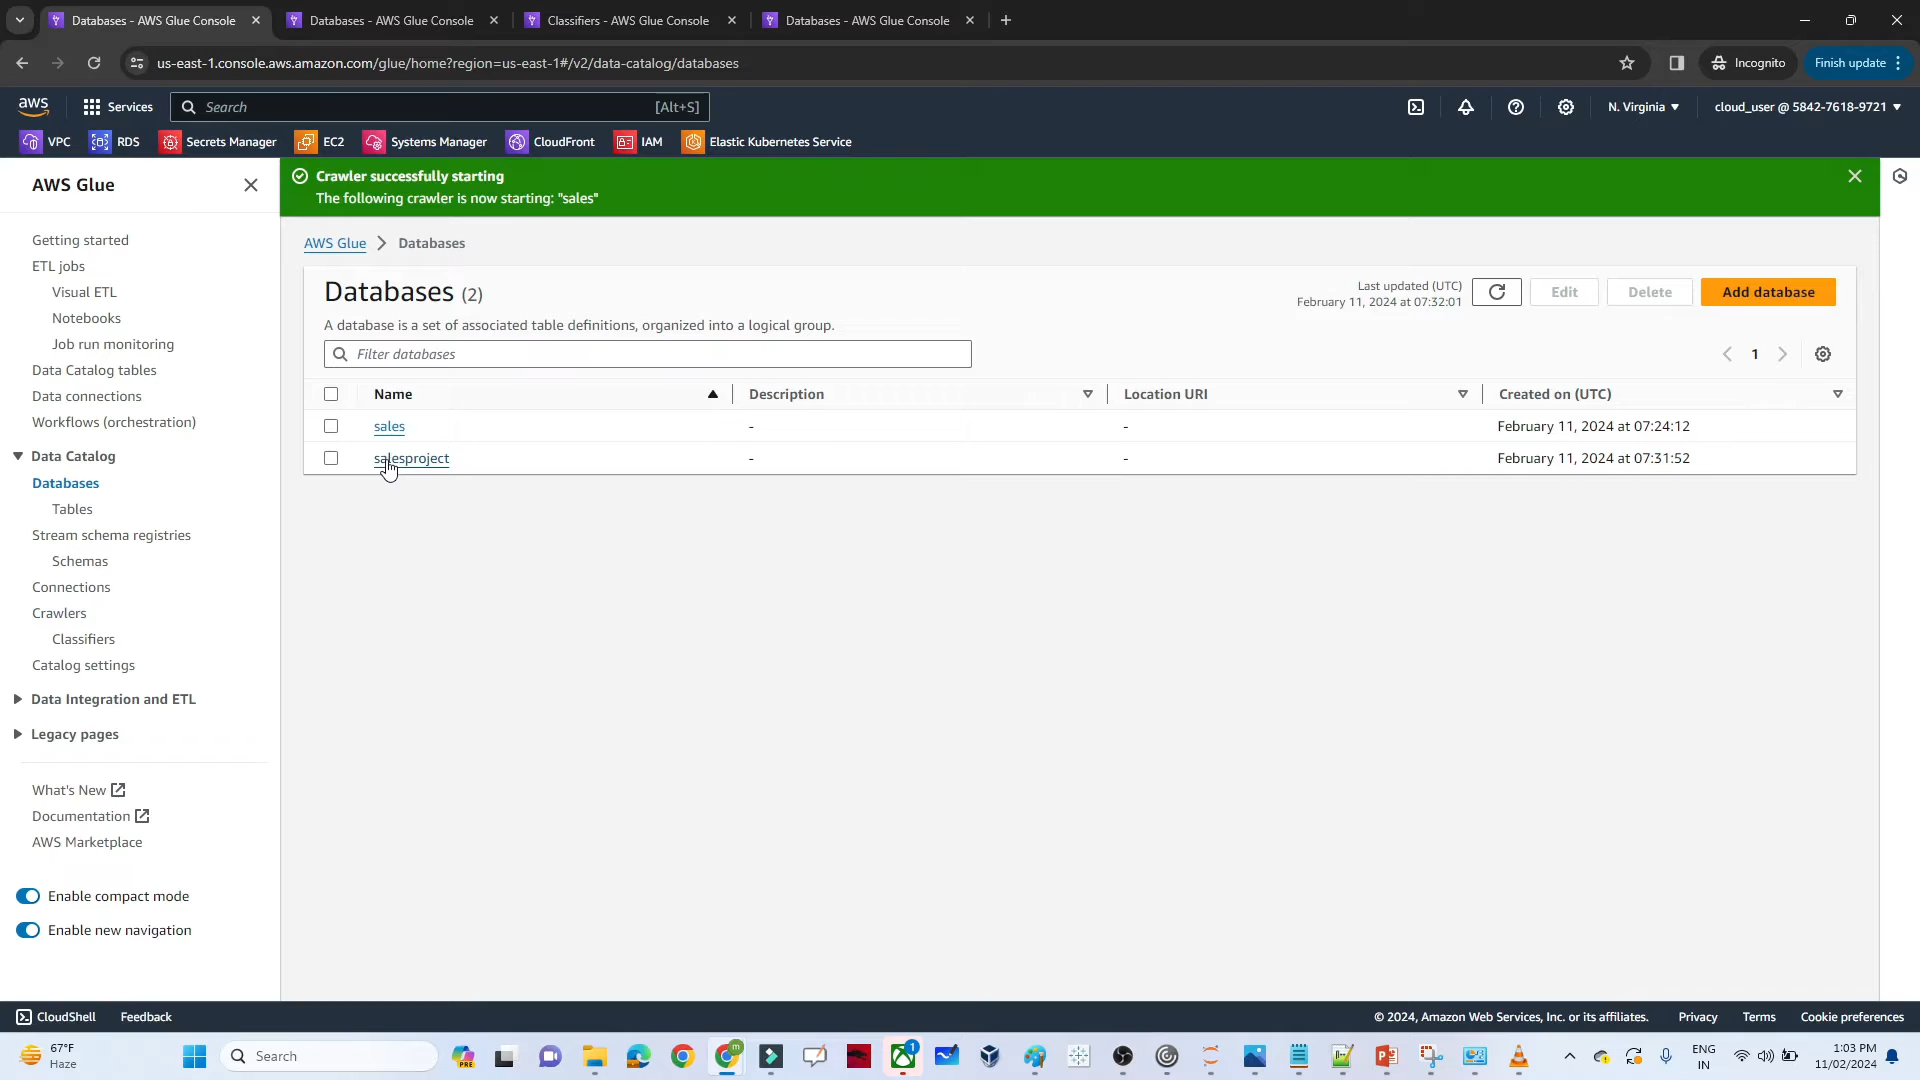 Databases - AWS Glue Console
Databases - AWS Glue Console
Classifiers - AWS Glue Console
Databases - AWS Glue Console
us-east-1.console.aws.amazon.com/glue/home?region=us-east-1#/v2/data-catalog/databases
Incognito
Finish update
aws
Services
Search
[Alt+S]
N. Virginia
cloud_user @ 5842-7618-9721
VPC
RDS
Secrets Manager
EC2
Systems Manager
CloudFront
IAM
Elastic Kubernetes Service
AWS Glue
Getting started
ETL jobs
Visual ETL
Notebooks
Job run monitoring
Data Catalog tables
Data connections
Workflows (orchestration)
Data Catalog
Databases
Tables
Stream schema registries
Schemas
Connections
Crawlers
Classifiers
Catalog settings
Data Integration and ETL
Legacy pages
What's New
Documentation
AWS Marketplace
Enable compact mode
Enable new navigation
Crawler successfully starting
The following crawler is now starting: "sales"
AWS Glue > Databases
Databases (2)
Last updated (UTC)
February 11, 2024 at 07:32:01
Edit
Delete
Add database
A database is a set of associated table definitions, organized into a logical group.
Filter databases
1
Name Description Location URI Created on (UTC)
sales - - February 11, 2024 at 07:24:12
salesproject - - February 11, 2024 at 07:31:52
CloudShell
Feedback
© 2024, Amazon Web Services, Inc. or its affiliates.
Privacy
Terms
Cookie preferences
67°F
Haze
Search
PRE
m
1
ENG
IN
1:03 PM
11/02/2024